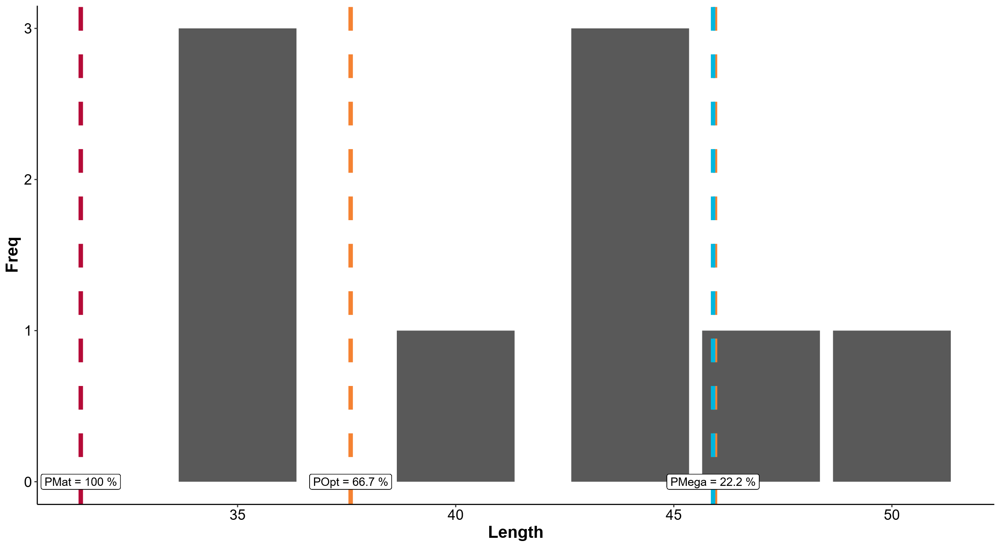 3
2
1
0
Freq
PMat = 100 %
POpt = 66.7 %
PMega = 22.2 %
35
40
45
50
Length